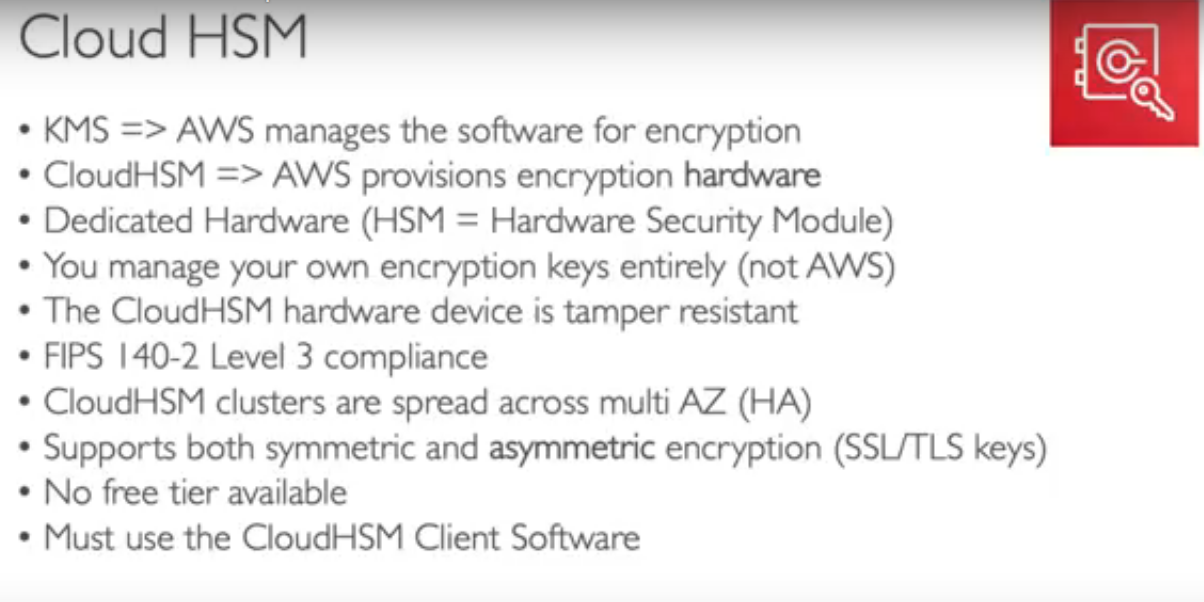 Cloud HSM
• KMS => AWS manages the software for encryption
• CloudHSM => AWS provisions encryption hardware
• Dedicated Hardware (HSM = Hardware Security Module)
• You manage your own encryption keys entirely (not AWS)
• The CloudHSM hardware device is tamper resistant
• FIPS 140-2 Level 3 compliance
• CloudHSM clusters are spread across multi AZ (HA)
• Supports both symmetric and asymmetric encryption (SSL/TLS keys)
• No free tier available
• Must use the CloudHSM Client Software